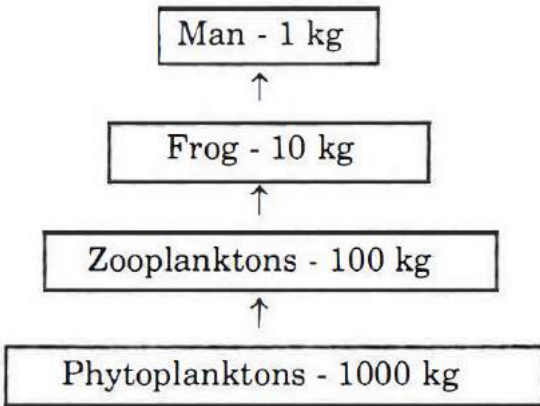 Man - 1 kg
Frog - 10 kg
Zooplanktons - 100 kg
Phytoplanktons - 1000 kg